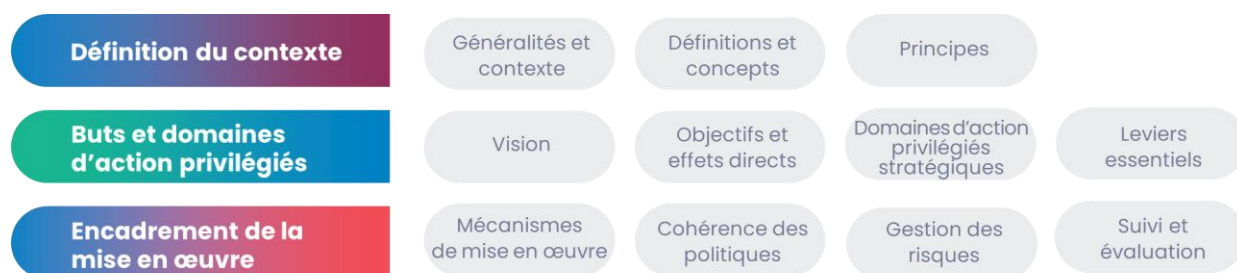 Définition du contexte
Généralités et
contexte
Définitions et
concepts
Principes
Buts et domaines
d'action privilégiés
Vision
Objectifs et
effets directs
Domaines d'action
privilégiés
stratégiques
Leviers
essentiels
Encadrement de la
mise en œuvre
Mécanismes
de mise en œuvre
Cohérence des
politiques
Gestion des
risques
Suivi et
évaluation